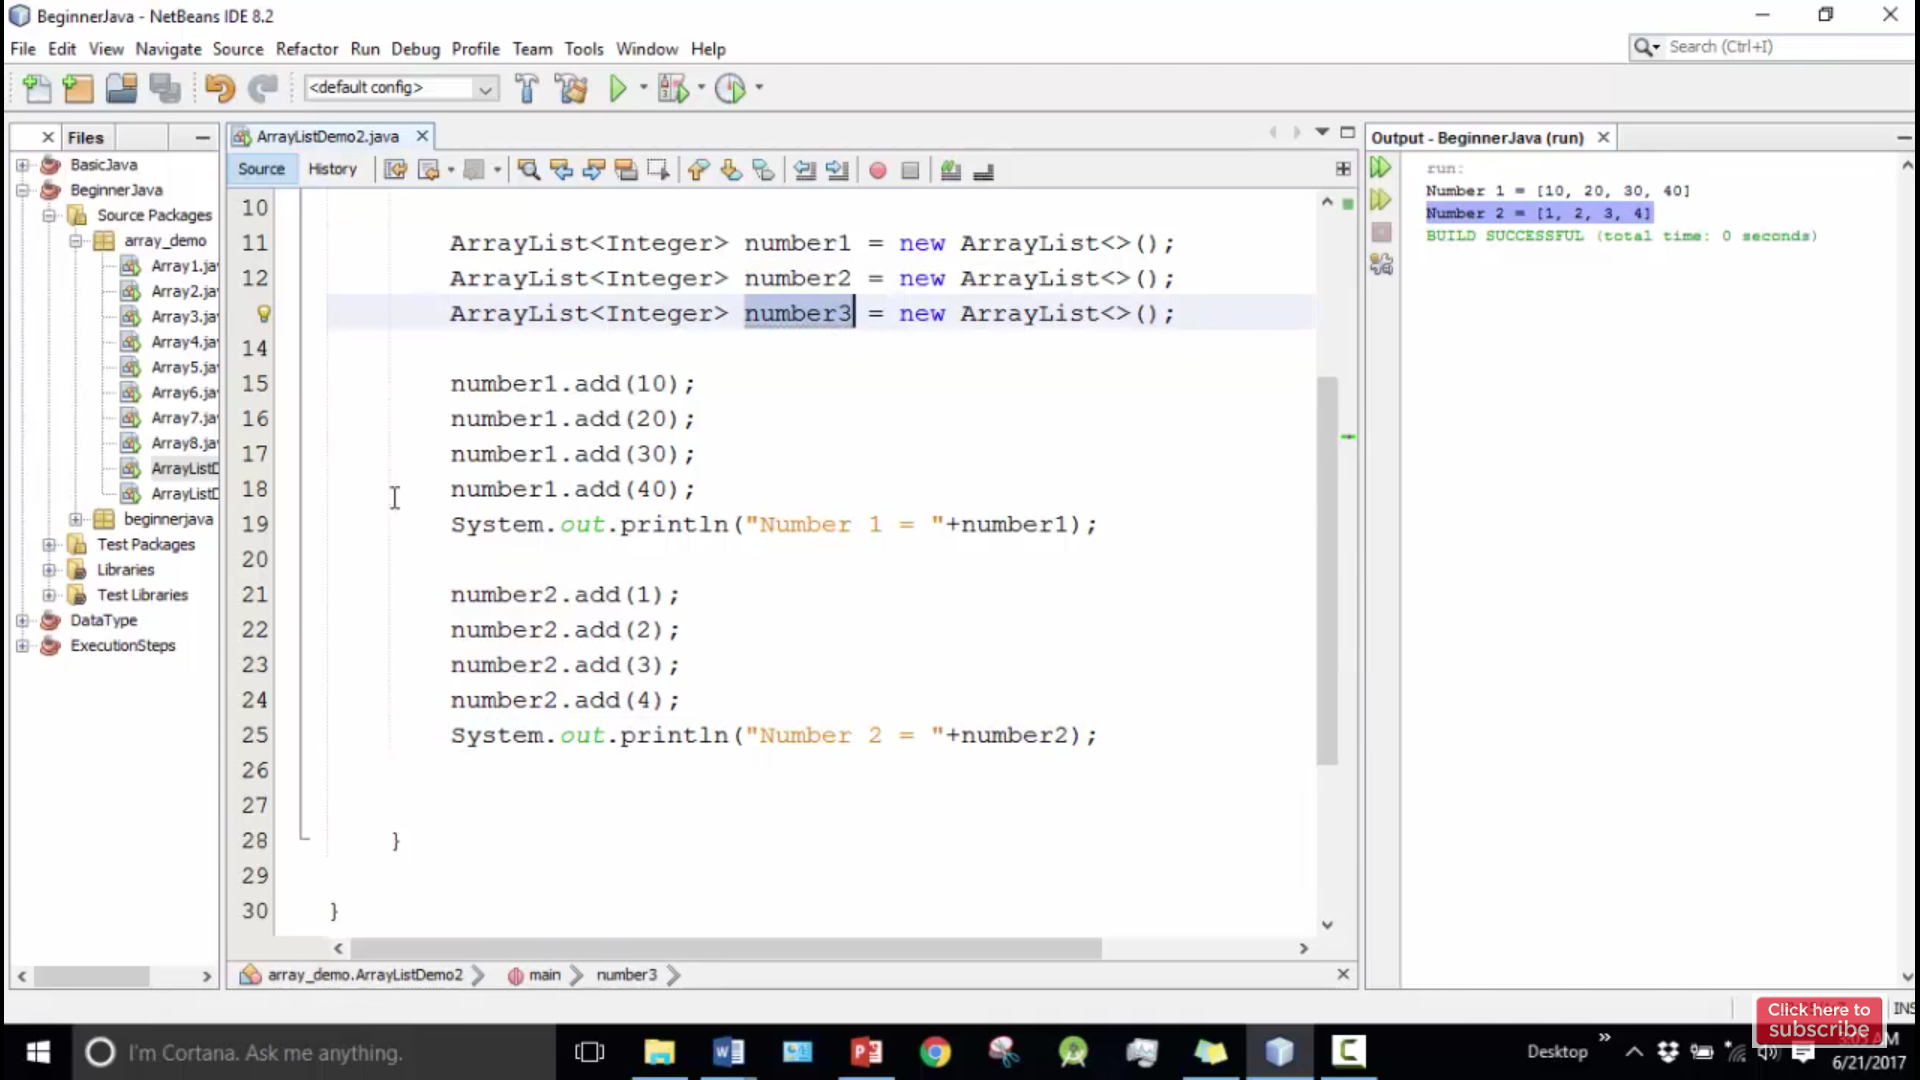 BeginnerJava - NetBeans IDE 8.2
File Edit View Navigate Source Refactor Run Debug Profile Team Tools Window Help
Search (Ctrl+I)
<default config>
Files
BasicJava
BeginnerJava
Source Packages
array_demo
Array1.ja
Array2.ja
Array3.ja
Array4.ja
Array5.ja
Array6.ja
Array7.ja
Array8.ja
ArrayListD
ArrayListD
beginnerjava
Test Packages
Libraries
Test Libraries
DataType
ExecutionSteps
ArrayListDemo2.java
Source History
10
11 ArrayList<Integer> number1 = new ArrayList<>();
12 ArrayList<Integer> number2 = new ArrayList<>();
ArrayList<Integer> number3 = new ArrayList<>();
14
15 number1.add(10);
16 number1.add(20);
17 number1.add(30);
18 number1.add(40);
19 System.out.println("Number 1 = "+number1);
20
21 number2.add(1);
22 number2.add(2);
23 number2.add(3);
24 number2.add(4);
25 System.out.println("Number 2 = "+number2);
26
27
28 }
29
30 }
array_demo.ArrayListDemo2 main number3
Output - BeginnerJava (run)
run:
Number 1 = [10, 20, 30, 40]
Number 2 = [1, 2, 3, 4]
BUILD SUCCESSFUL (total time: 0 seconds)
INS
Click here to
subscribe
I'm Cortana. Ask me anything.
Desktop
6/21/2017